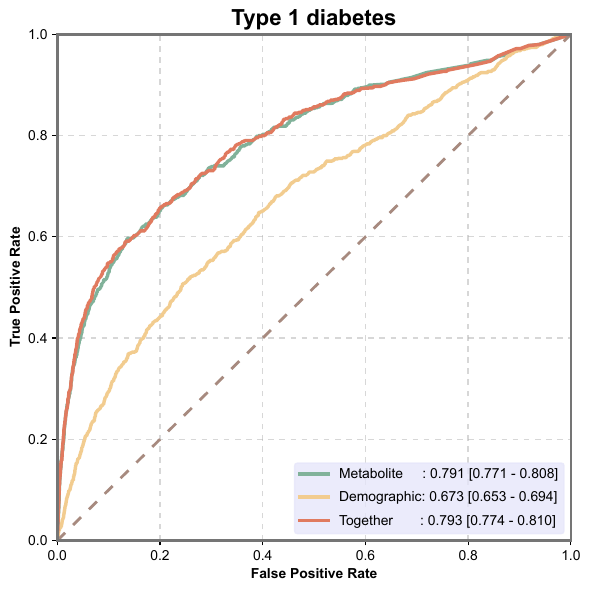 Type 1 diabetes
True Positive Rate
1.0
0.8
0.6
0.4
0.2
0.0
Metabolite : 0.791 [0.771 - 0.808]
Demographic: 0.673 [0.653 - 0.694]
Together : 0.793 [0.774 - 0.810]
0.0 0.2 0.4 0.6 0.8 1.0
False Positive Rate